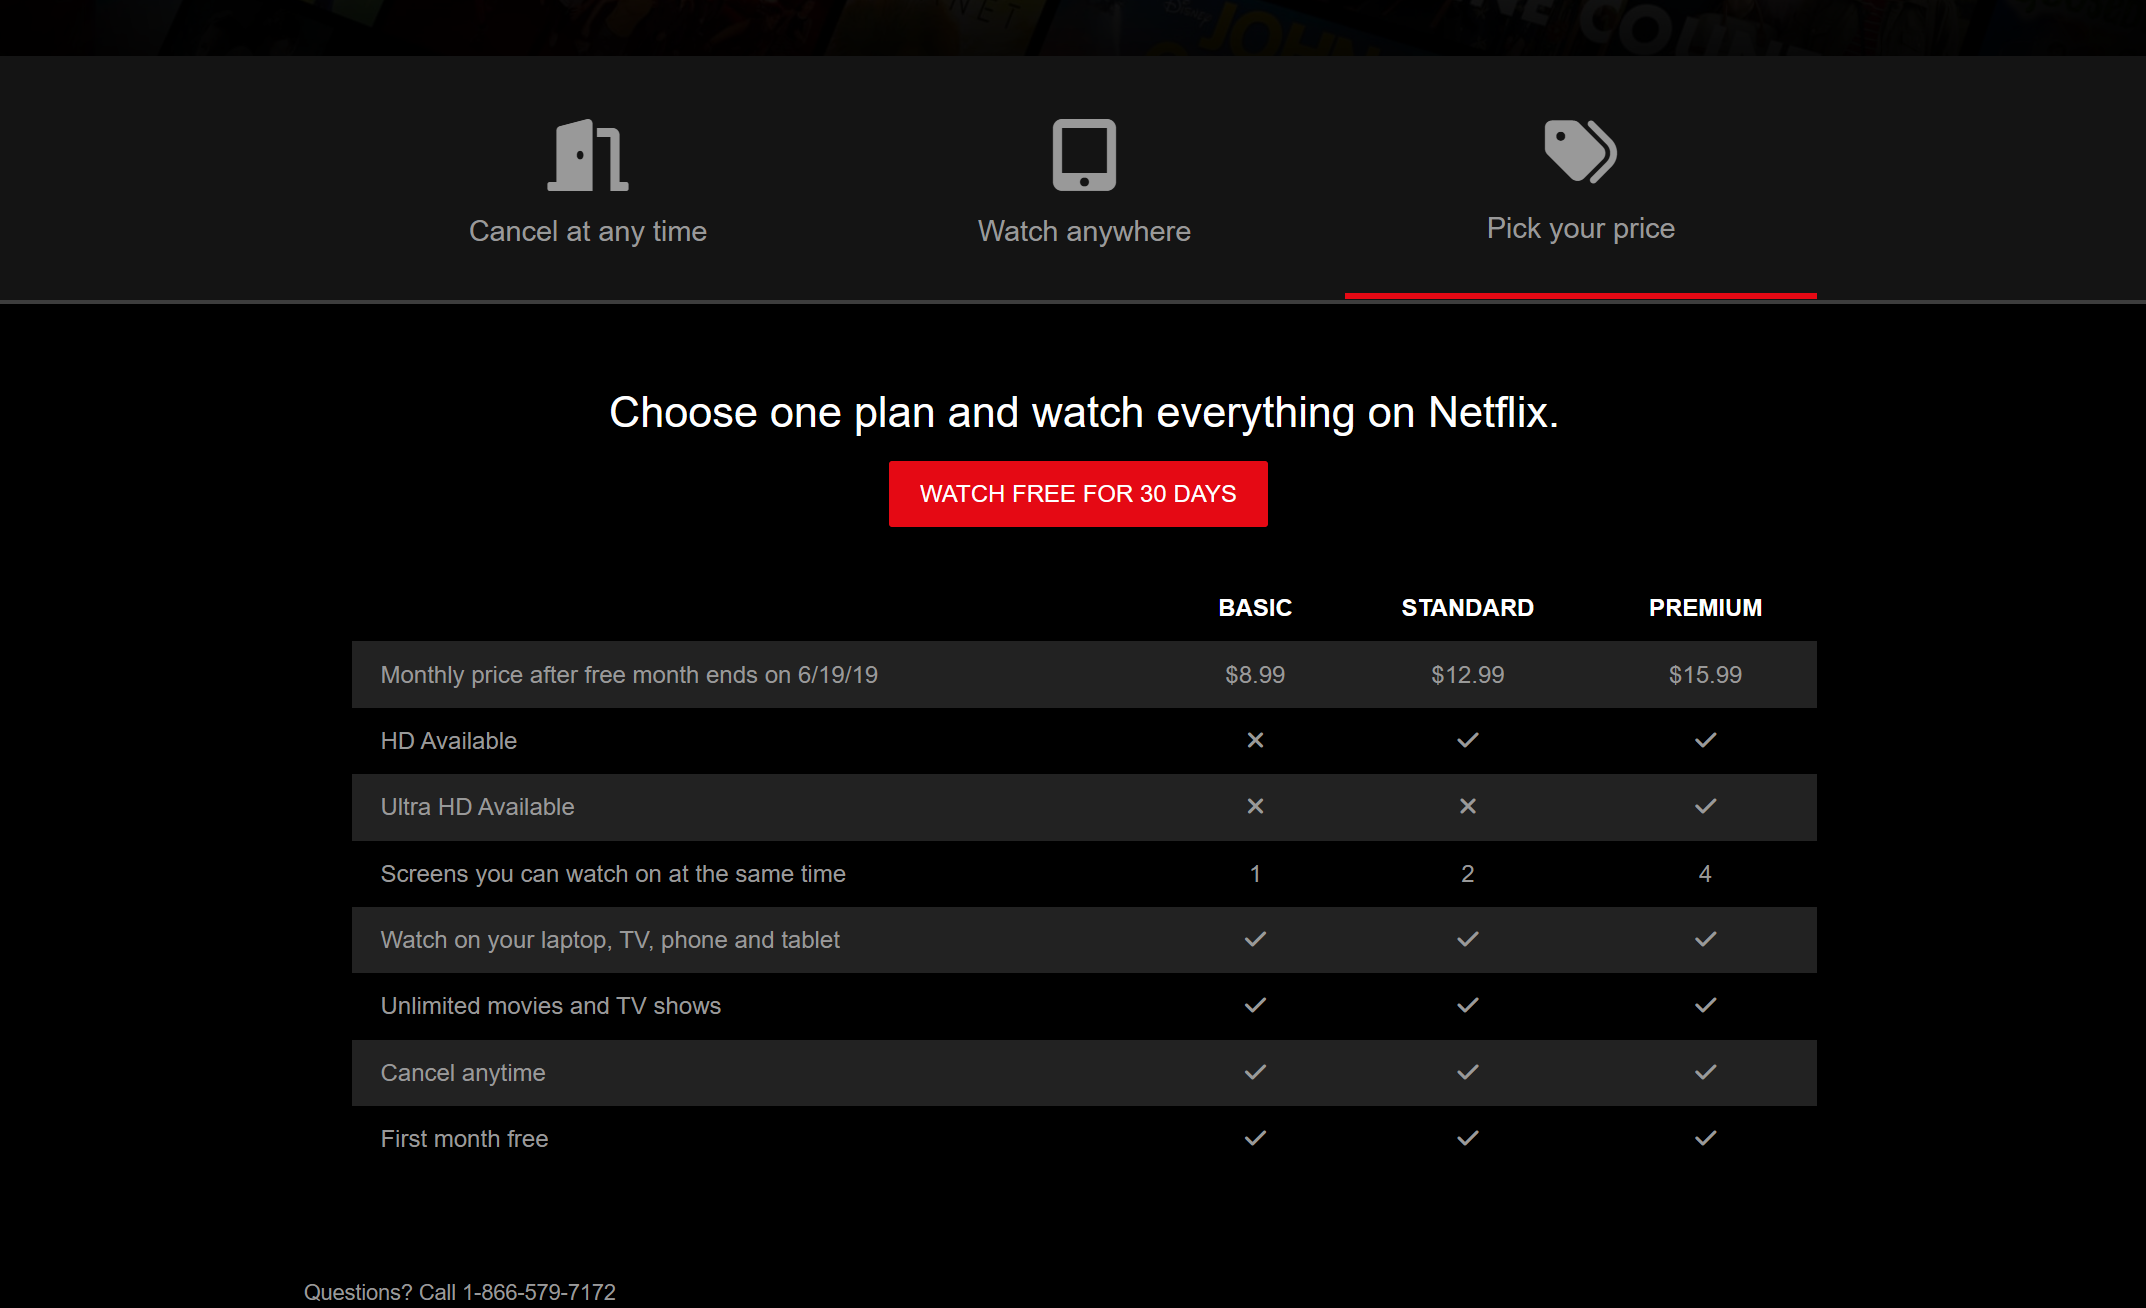 NET
Disney
JOHN
Cancel at any time
Watch anywhere
Pick your price
Choose one plan and watch everything on Netflix.
WATCH FREE FOR 30 DAYS
BASIC STANDARD PREMIUM
Monthly price after free month ends on 6/19/19 $8.99 $12.99 $15.99
HD Available
Ultra HD Available
Screens you can watch on at the same time 1 2 4
Watch on your laptop, TV, phone and tablet
Unlimited movies and TV shows
Cancel anytime
First month free
Questions? Call 1-866-579-7172